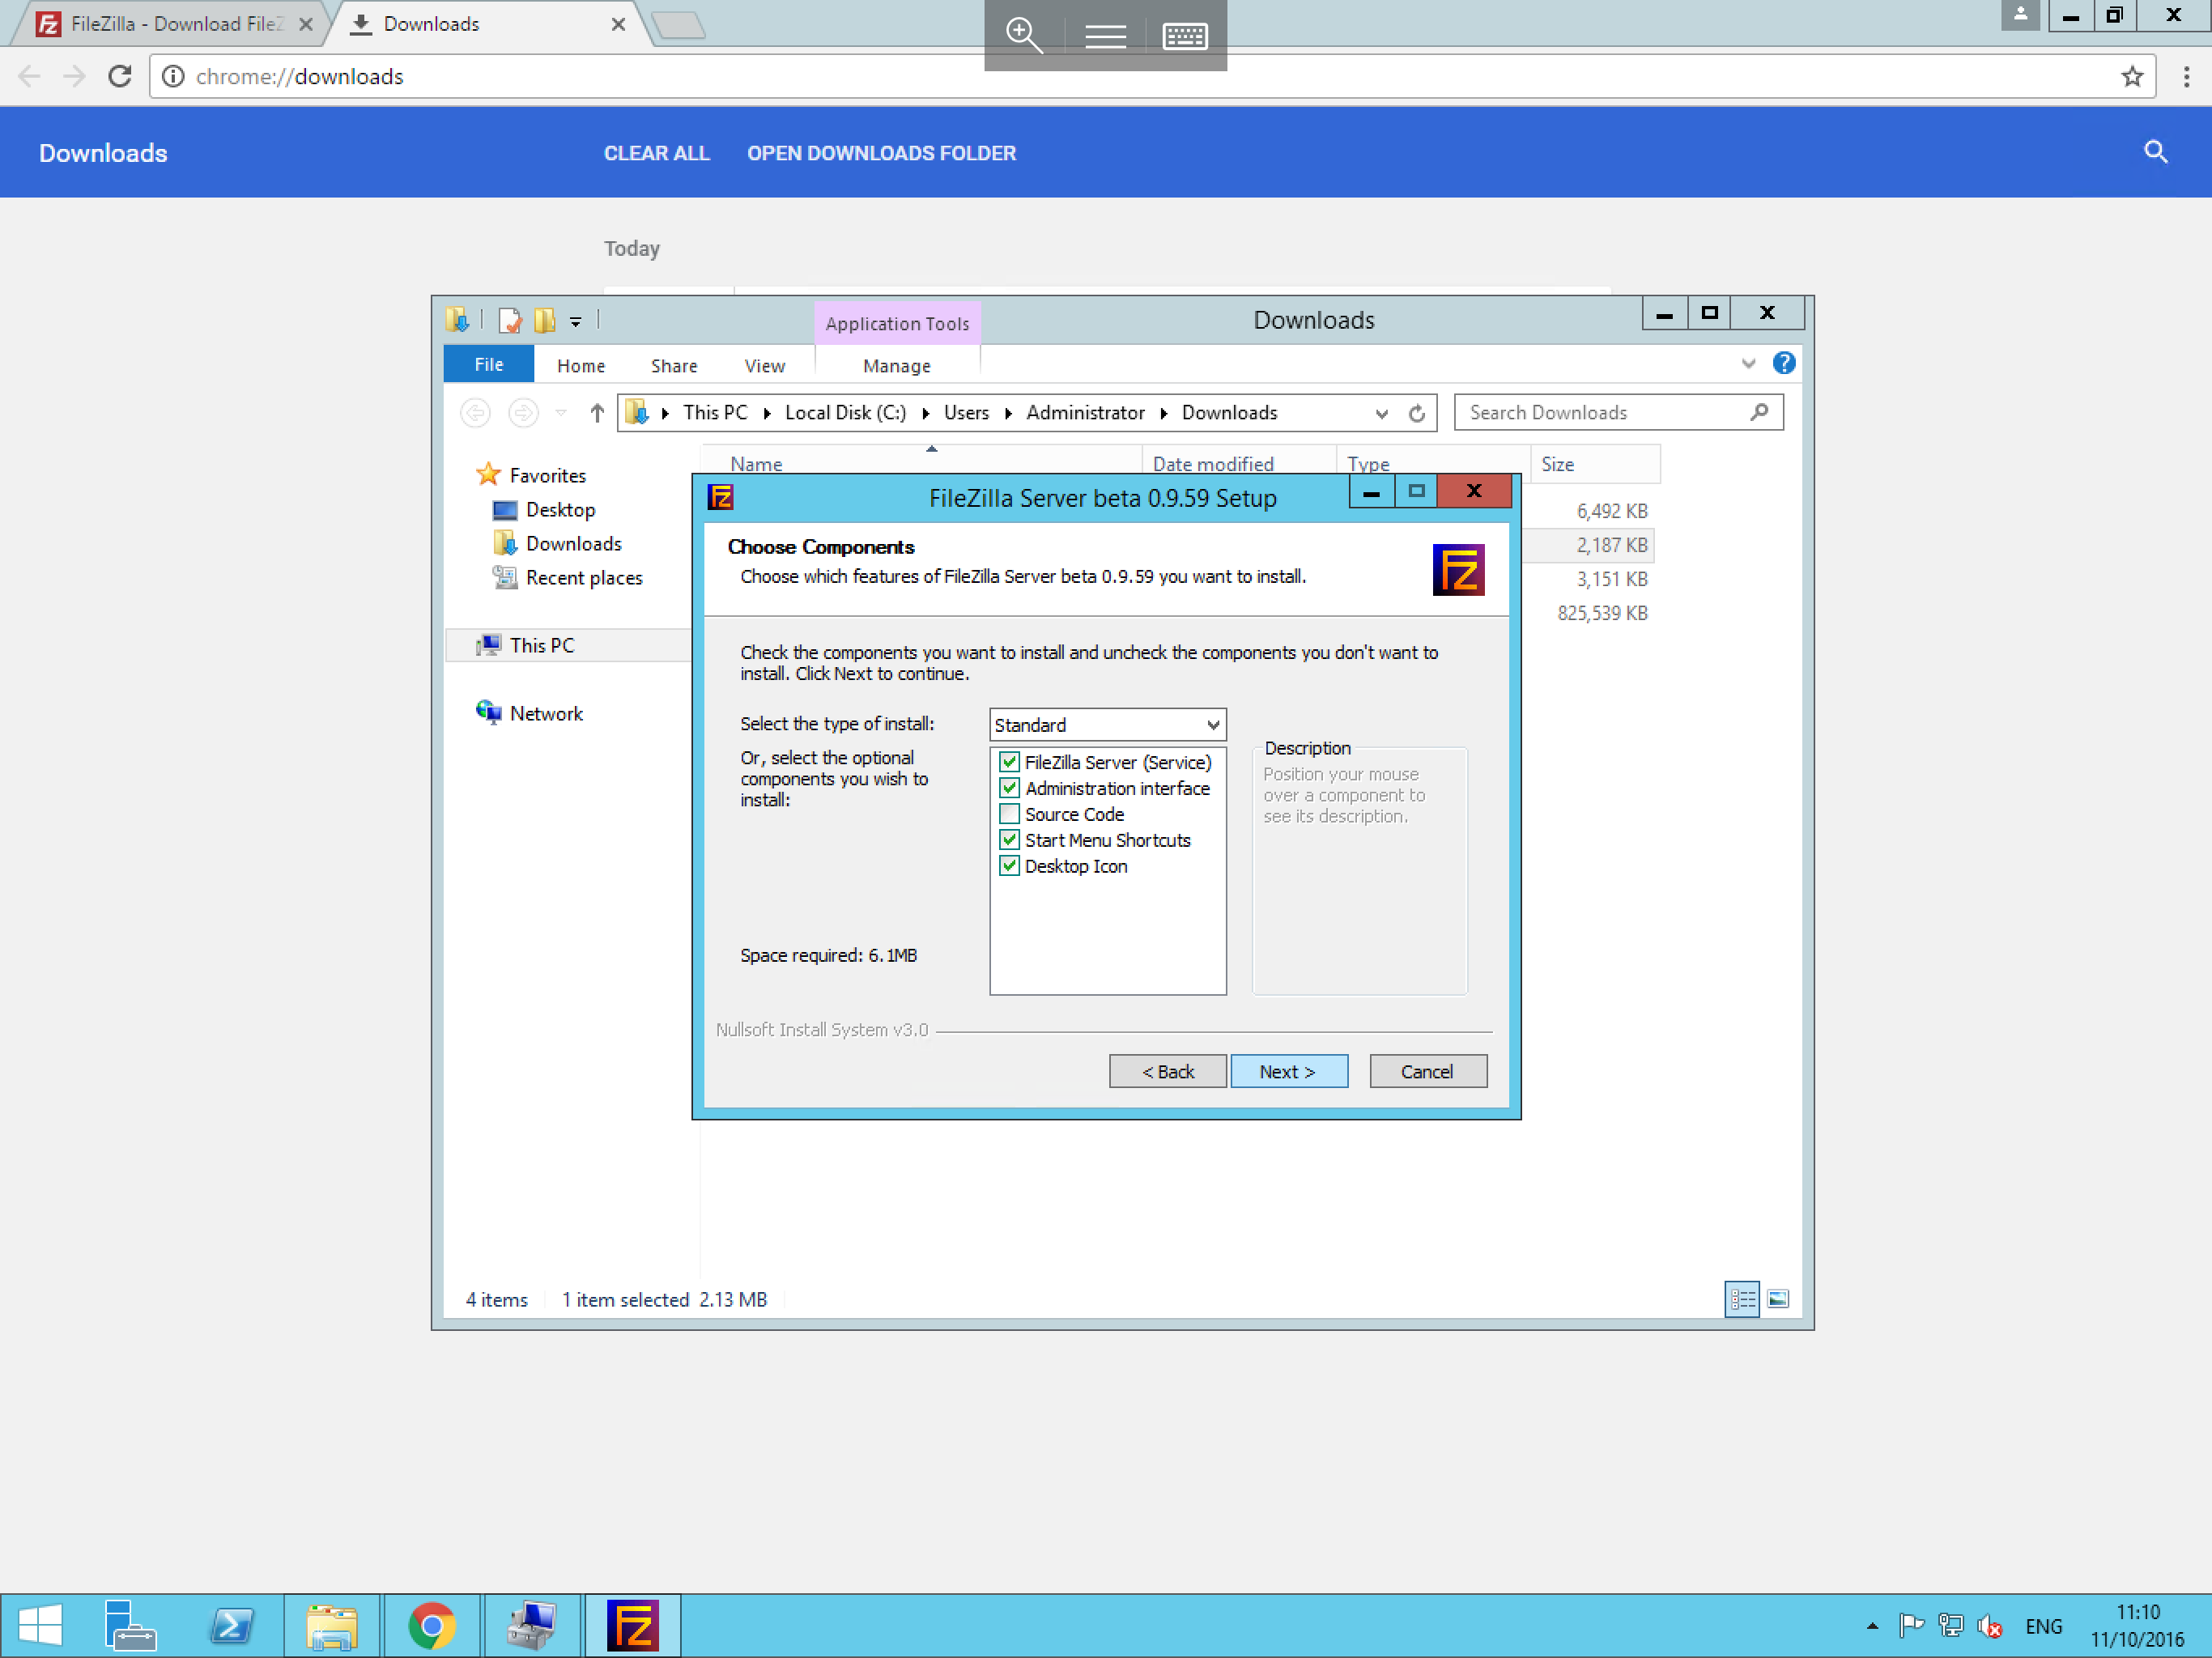 FileZilla - Download FileZ
Downloads
chrome://downloads
Downloads
CLEAR ALL
OPEN DOWNLOADS FOLDER
Today
Application Tools
Downloads
File
Home
Share
View
Manage
This PC
Local Disk (C:)
Users
Administrator
Downloads
Search Downloads
Name
Date modified
Type
Size
Favorites
Desktop
Downloads
Recent places
This PC
Network
6,492 KB
2,187 KB
3,151 KB
825,539 KB
FileZilla Server beta 0.9.59 Setup
Choose Components
Choose which features of FileZilla Server beta 0.9.59 you want to install.
Check the components you want to install and uncheck the components you don't want to
install. Click Next to continue.
Select the type of install:
Standard
Or, select the optional
components you wish to
install:
FileZilla Server (Service)
Administration interface
Source Code
Start Menu Shortcuts
Desktop Icon
Description
Position your mouse
over a component to
see its description.
Space required: 6.1MB
Nullsoft Install System v3.0
< Back
Next >
Cancel
4 items
1 item selected 2.13 MB
ENG
11:10
11/10/2016